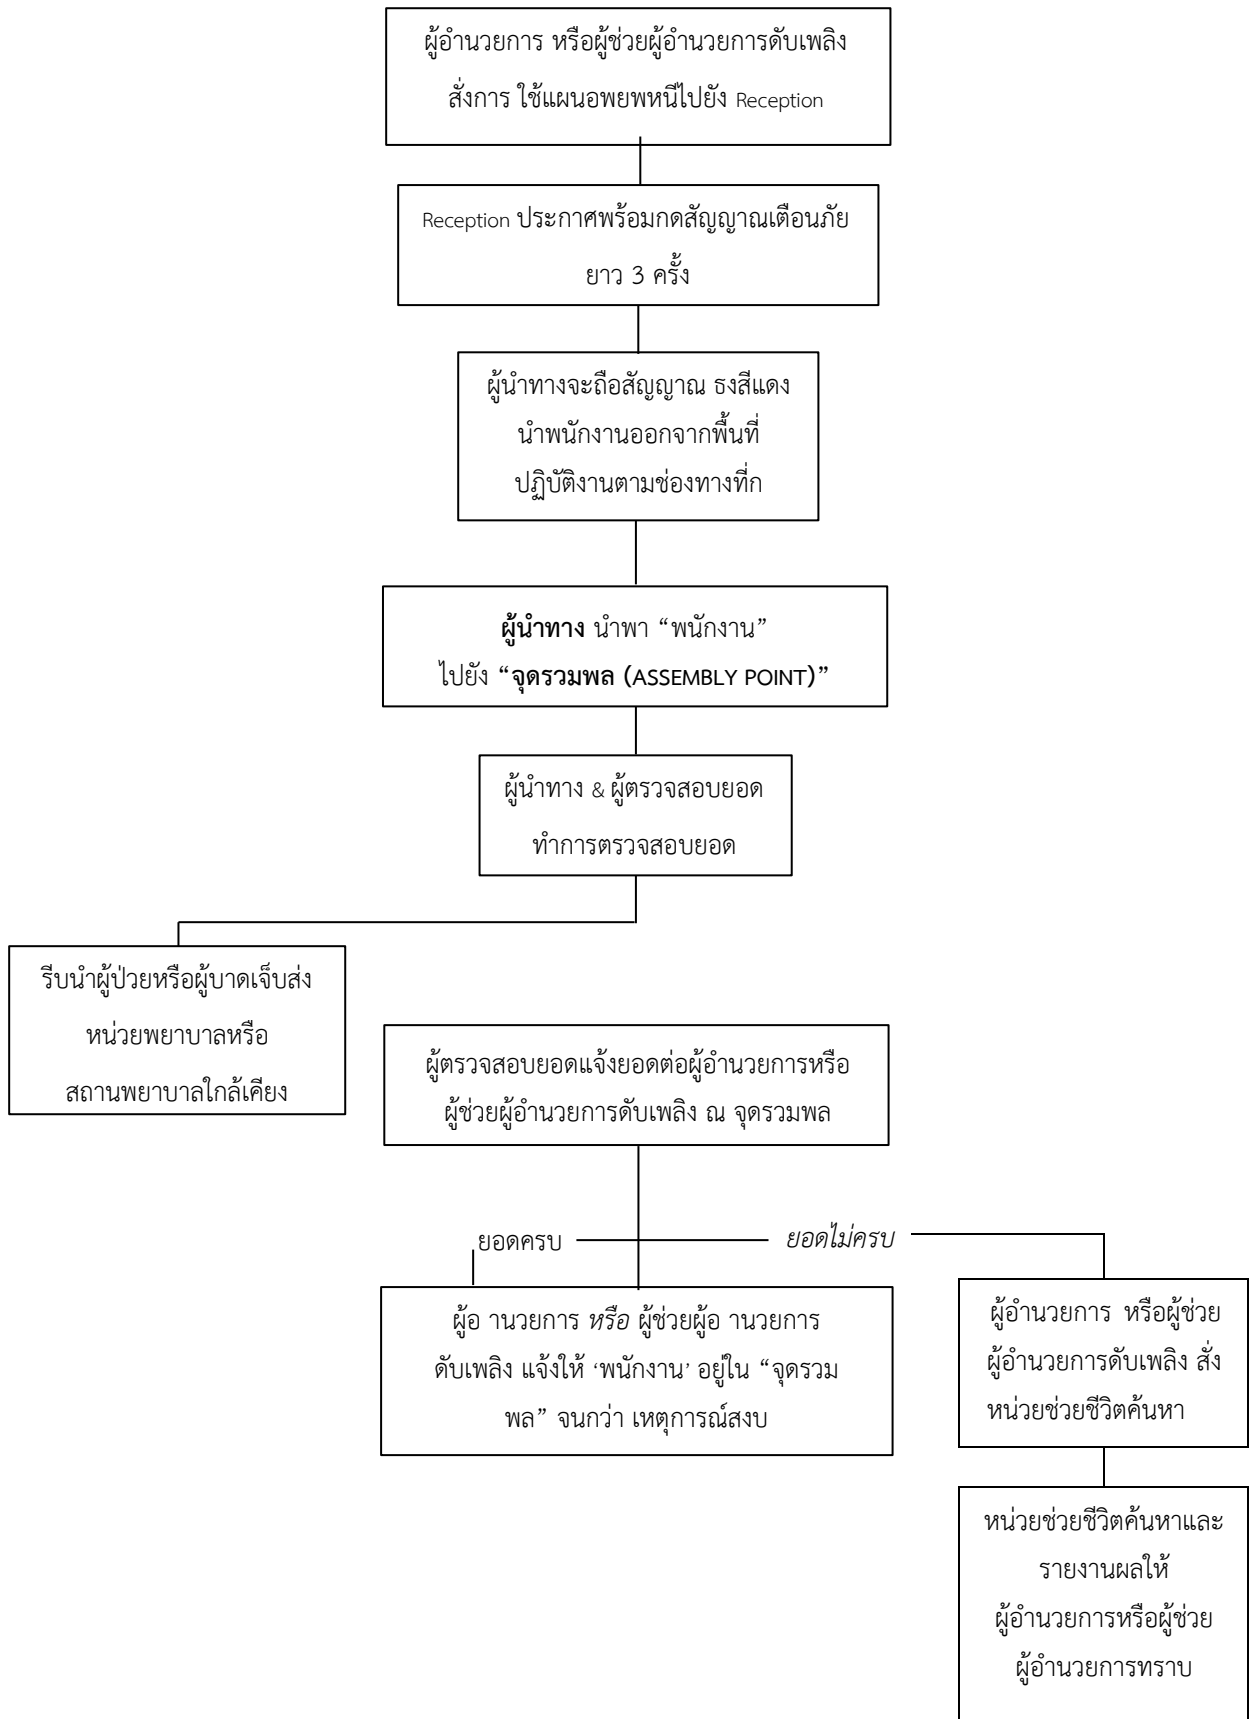 ผู้อำนวยการ หรือผู้ช่วยผู้อำนวยการดับเพลิง
สั่งการ ใช้แผนอพยพหนีไปยัง Reception
Reception ประกาศพร้อมกดสัญญาณเตือนภัย
ยาว 3 ครั้ง
ผู้นำทางจะถือสัญญาณ ธงสีแดง
นำพนักงานออกจากพื้นที่
ปฏิบัติงานตามช่องทางที่ก
ผู้นำทาง นำพา “พนักงาน”
ไปยัง “จุดรวมพล (ASSEMBLY POINT)”
ผู้นำทาง & ผู้ตรวจสอบยอด
ทำการตรวจสอบยอด
รีบนำผู้ป่วยหรือผู้บาดเจ็บส่ง
หน่วยพยาบาลหรือ
สถานพยาบาลใกล้เคียง
ผู้ตรวจสอบยอดแจ้งยอดต่อผู้อำนวยการหรือ
ผู้ช่วยผู้อำนวยการดับเพลิง ณ จุดรวมพล
ยอดครบ
ยอดไม่ครบ
ผู้อ านวยการ หรือ ผู้ช่วยผู้อ านวยการ
ดับเพลิง แจ้งให้ ‘พนักงาน’ อยู่ใน “จุดรวม
พล” จนกว่า เหตุการณ์สงบ
ผู้อำนวยการ หรือผู้ช่วย
ผู้อำนวยการดับเพลิง สั่ง
หน่วยช่วยชีวิตค้นหา
หน่วยช่วยชีวิตค้นหาและ
รายงานผลให้
ผู้อำนวยการหรือผู้ช่วย
ผู้อำนวยการทราบ